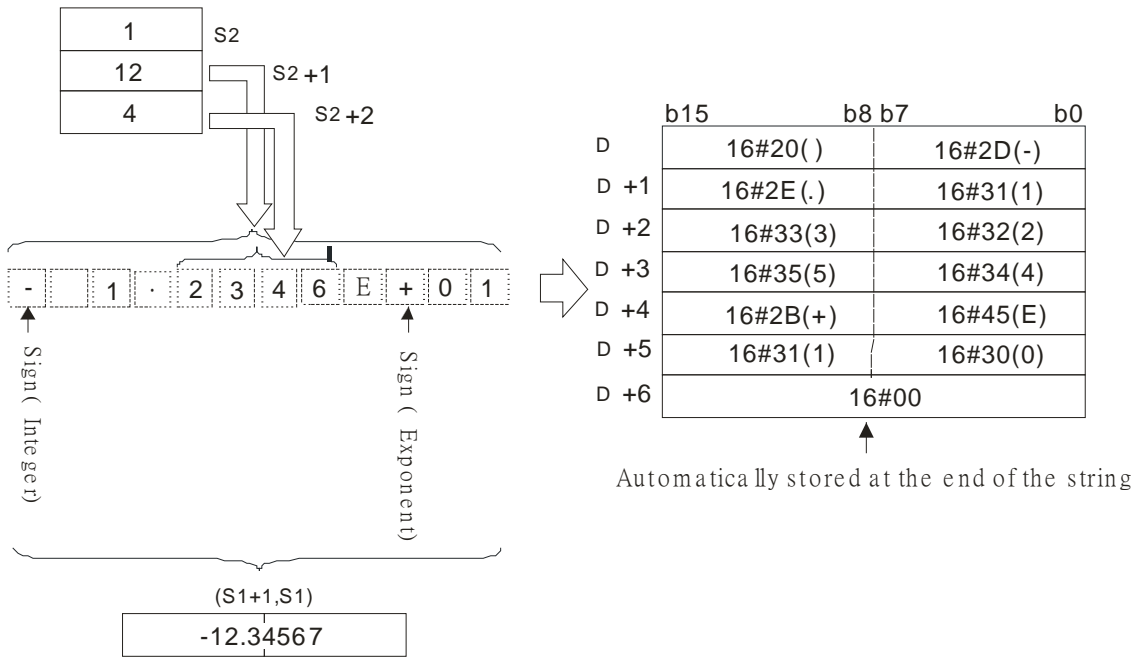 1 S2
12 S2 +1
4 S2 +2
- 1 . 2 3 4 6 E + 0 1
Sign( Integer)
Sign( Exponent)
(S1+1,S1)
-12.34567
b15 b8 b7 b0
D 16#20( ) 16#2D(-)
D +1 16#2E(.) 16#31(1)
D +2 16#33(3) 16#32(2)
D +3 16#35(5) 16#34(4)
D +4 16#2B(+) 16#45(E)
D +5 16#31(1) 16#30(0)
D +6 16#00
Automatically stored at the end of the string